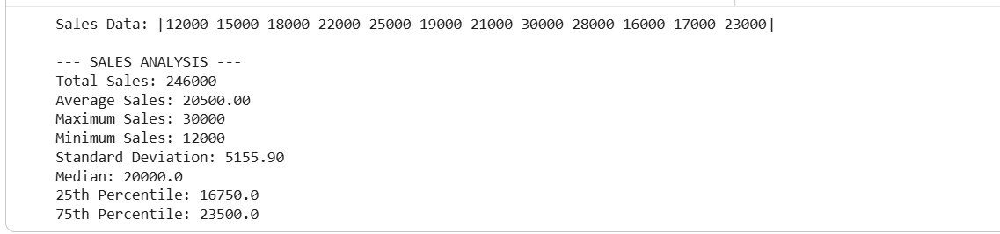 Sales Data: [12000 15000 18000 22000 25000 19000 21000 30000 28000 16000 17000 23000]
--- SALES ANALYSIS ---
Total Sales: 246000
Average Sales: 20500.00
Maximum Sales: 30000
Minimum Sales: 12000
Standard Deviation: 5155.90
Median: 20000.0
25th Percentile: 16750.0
75th Percentile: 23500.0